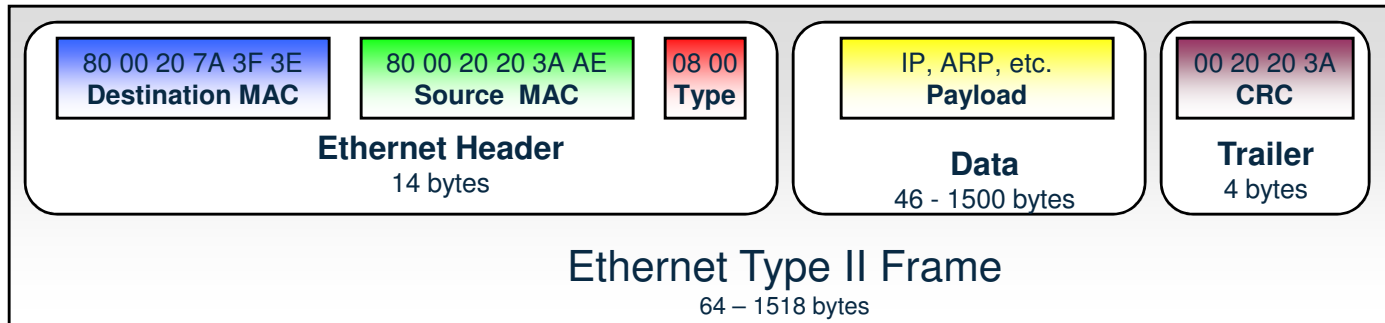 80 00 20 7A 3F 3E
Destination MAC
80 00 20 20 3A AE
Source MAC
08 00
Type
Ethernet Header
14 bytes
IP, ARP, etc.
Payload
Data
46 - 1500 bytes
00 20 20 3A
CRC
Trailer
4 bytes
Ethernet Type II Frame
64 – 1518 bytes